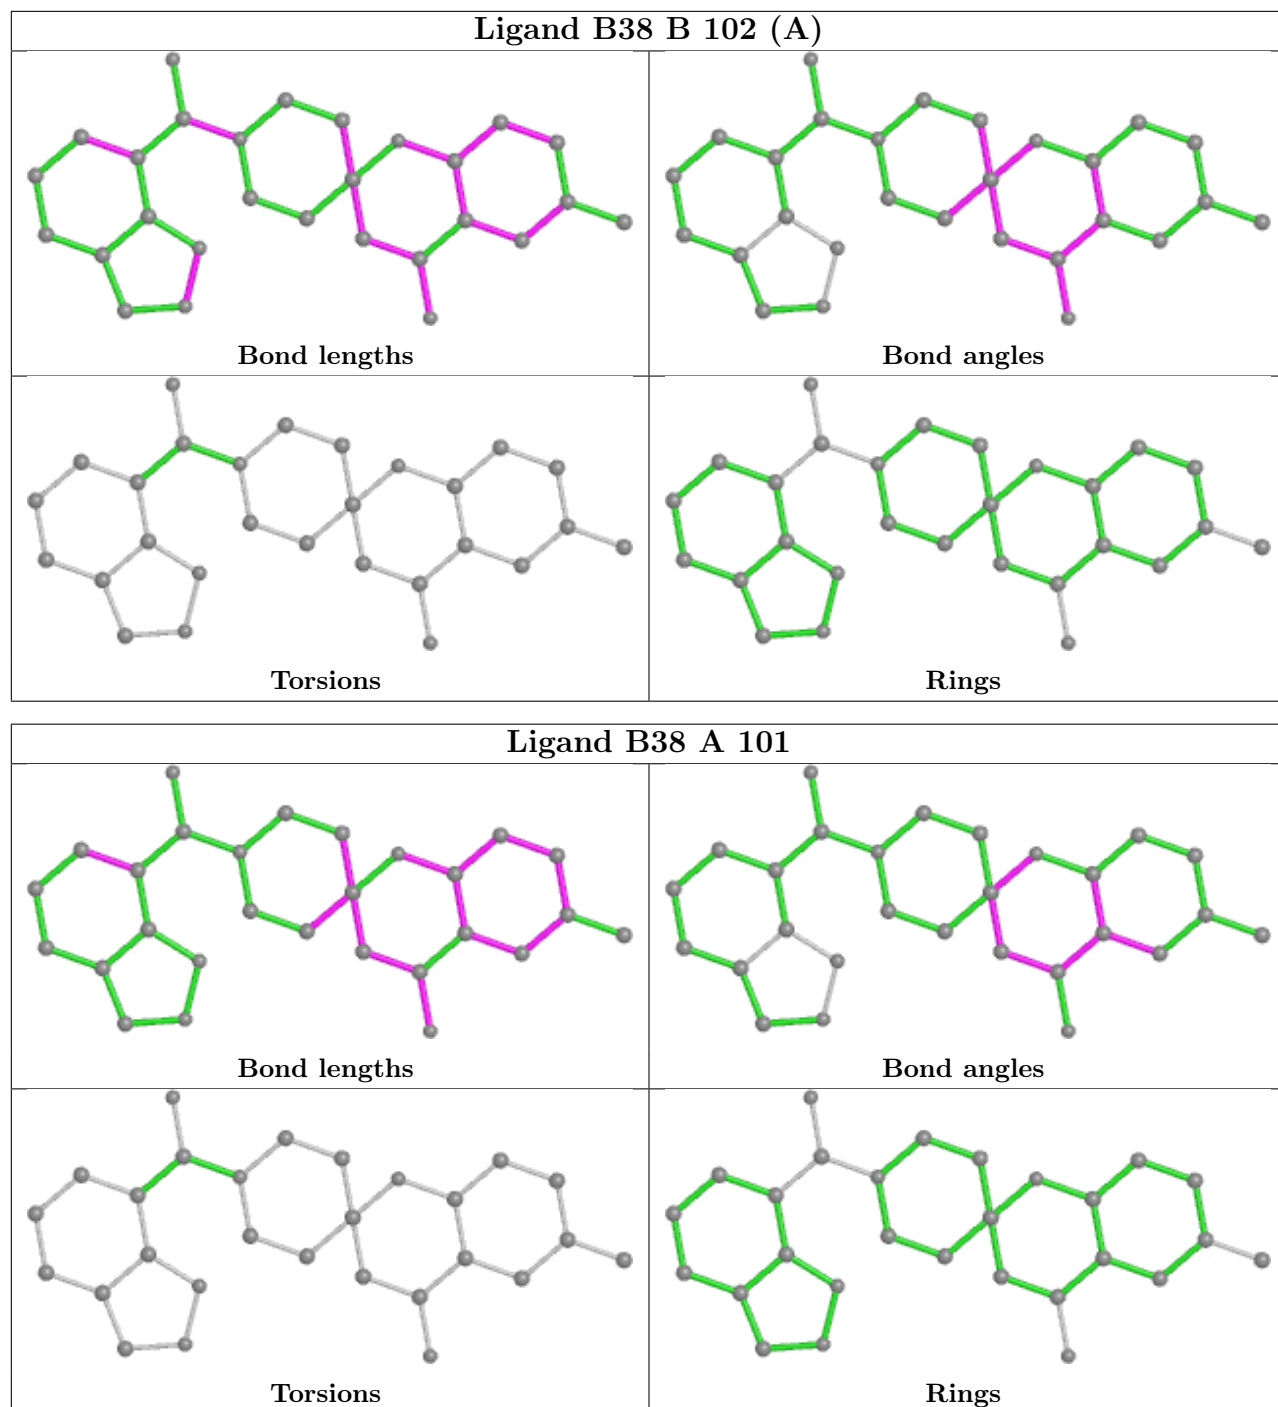 Ligand B38 B 102 (A)
Bond lengths
Bond angles
Torsions
Rings
Ligand B38 A 101
Bond lengths
Bond angles
Torsions
Rings